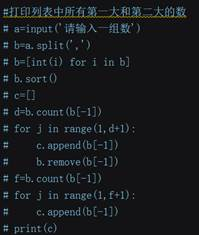 #打印列表中所有第一大和第二大的数
# a=input('请输入一组数')
# b=a.split(',')
# b=[int(i) for i in b]
# b.sort()
# c=[]
# d=b.count(b[-1])
# for j in range(1,d+1):
#     c.append(b[-1])
#     b.remove(b[-1])
# f=b.count(b[-1])
# for j in range(1,f+1):
#     c.append(b[-1])
# print(c)